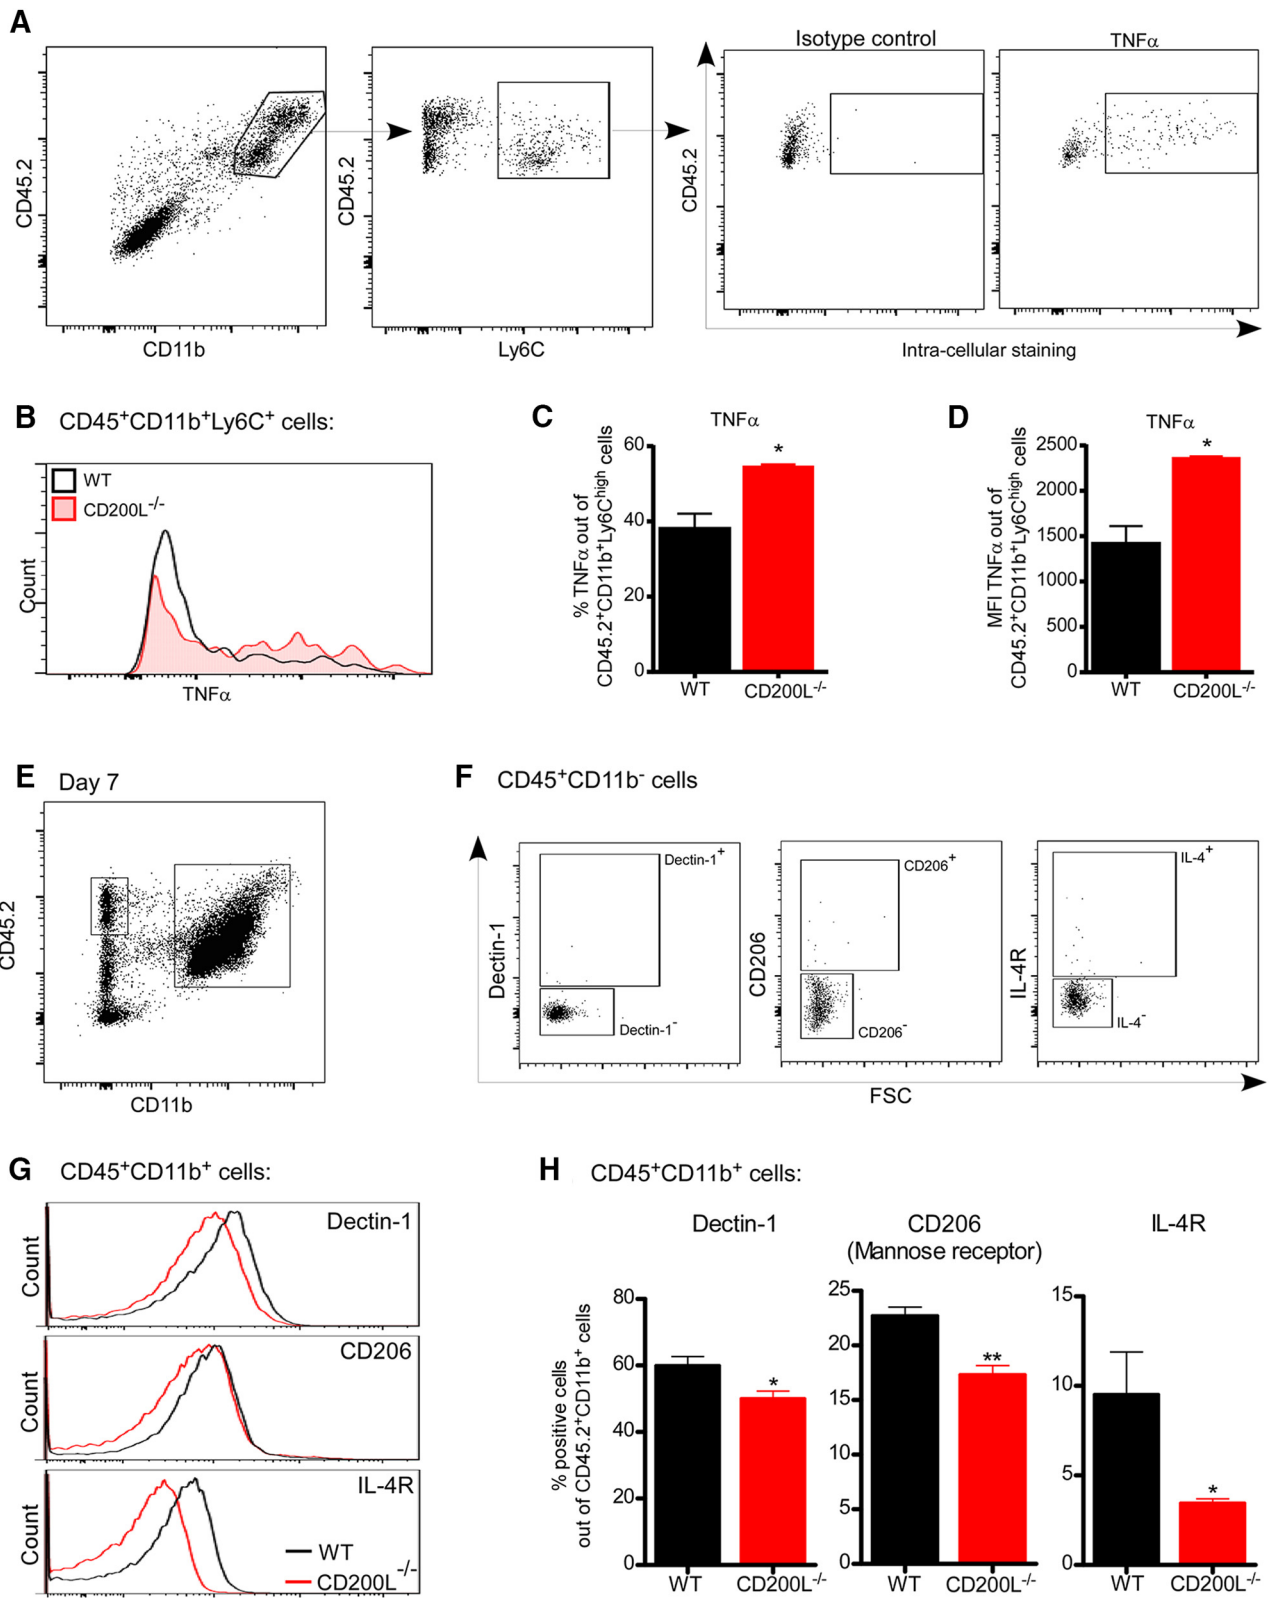 A
Isotype control
TNFα
CD45.2
CD45.2
CD45.2
CD11b
Ly6C
Intra-cellular staining
B
CD45⁺CD11b⁺Ly6C⁺ cells:
WT
CD200L⁻/⁻
Count
TNFα
C
TNFα
% TNFα out of
CD45.2⁺CD11b⁺Ly6Cʰⁱᵍʰ cells
60
40
20
0
WT
CD200L⁻/⁻
D
TNFα
MFI TNFα out of
CD45.2⁺CD11b⁺Ly6Cʰⁱᵍʰ cells
2500
2000
1500
1000
500
0
*
*
WT
CD200L⁻/⁻
E
Day 7
CD45.2
CD11b
F
CD45⁺CD11b⁻ cells
Dectin-1
Dectin-1⁺
Dectin-1⁻
CD206
CD206⁺
CD206⁻
IL-4R
IL-4⁺
IL-4⁻
FSC
G
CD45⁺CD11b⁺ cells:
Count
Dectin-1
Count
CD206
Count
IL-4R
WT
CD200L⁻/⁻
H
CD45⁺CD11b⁺ cells:
% positive cells
out of CD45.2⁺CD11b⁺ cells
Dectin-1
80
60
40
20
0
*
WT
CD200L⁻/⁻
CD206
(Mannose receptor)
25
20
15
10
5
0
**
WT
CD200L⁻/⁻
IL-4R
15
10
5
0
*
WT
CD200L⁻/⁻